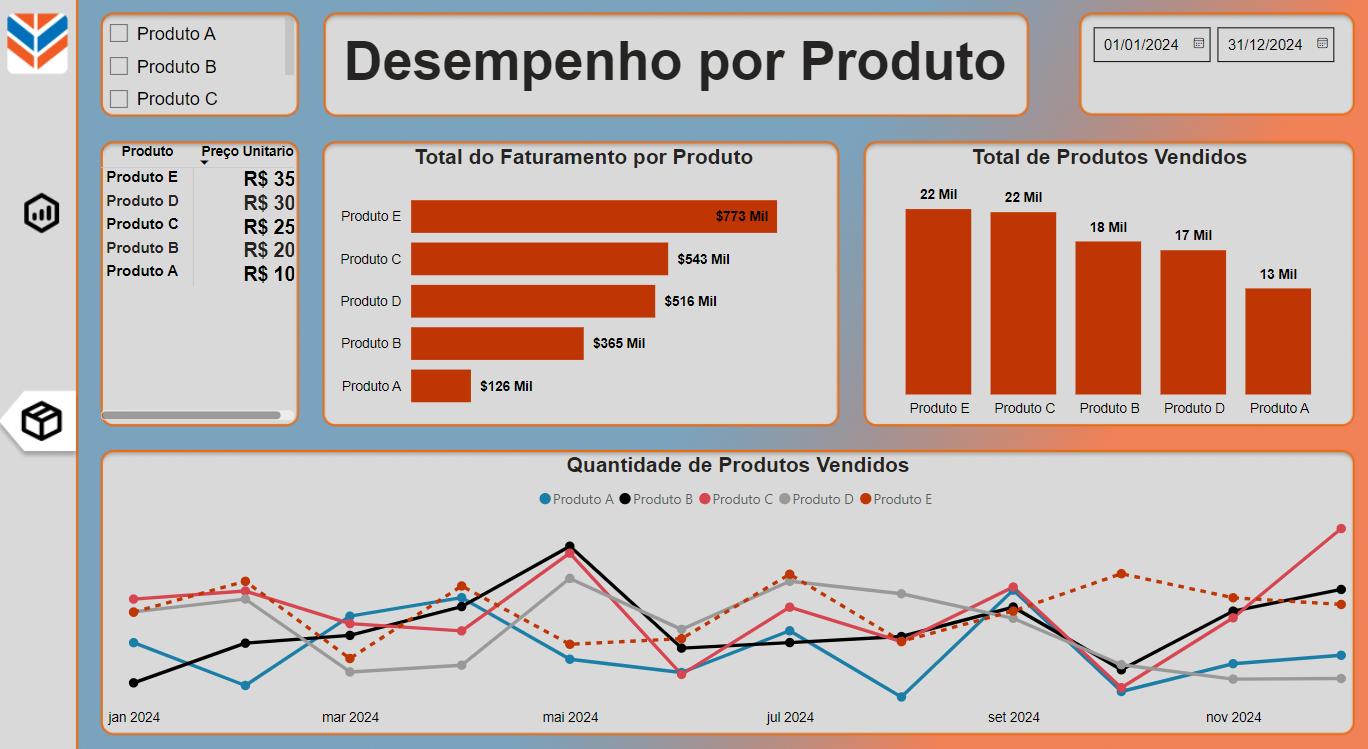 Produto A
Produto B
Produto C
Desempenho por Produto
01/01/2024 31/12/2024
Produto Preço Unitario
Produto E R$ 35
Produto D R$ 30
Produto C R$ 25
Produto B R$ 20
Produto A R$ 10
Total do Faturamento por Produto
Produto E $773 Mil
Produto C $543 Mil
Produto D $516 Mil
Produto B $365 Mil
Produto A $126 Mil
Total de Produtos Vendidos
22 Mil 22 Mil 18 Mil 17 Mil 13 Mil
Produto E Produto C Produto B Produto D Produto A
Quantidade de Produtos Vendidos
Produto A Produto B Produto C Produto D Produto E
jan 2024 mar 2024 mai 2024 jul 2024 set 2024 nov 2024